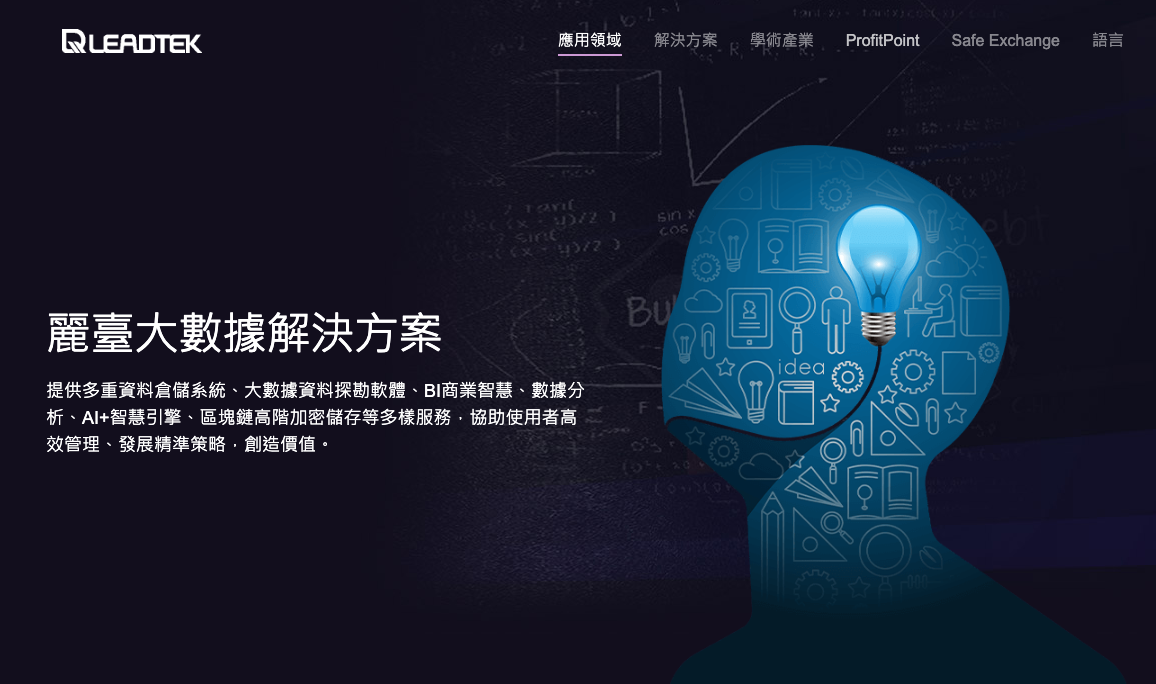 LEADTEK
應用領域 解決方案 學術產業 ProfitPoint Safe Exchange 語言
麗臺大數據解決方案
提供多重資料倉儲系統、大數據資料探勘軟體、BI商業智慧、數據分
析、AI+智慧引擎、區塊鏈高階加密儲存等多樣服務，協助使用者高
效管理、發展精準策略，創造價值。
sin x
cos
idea